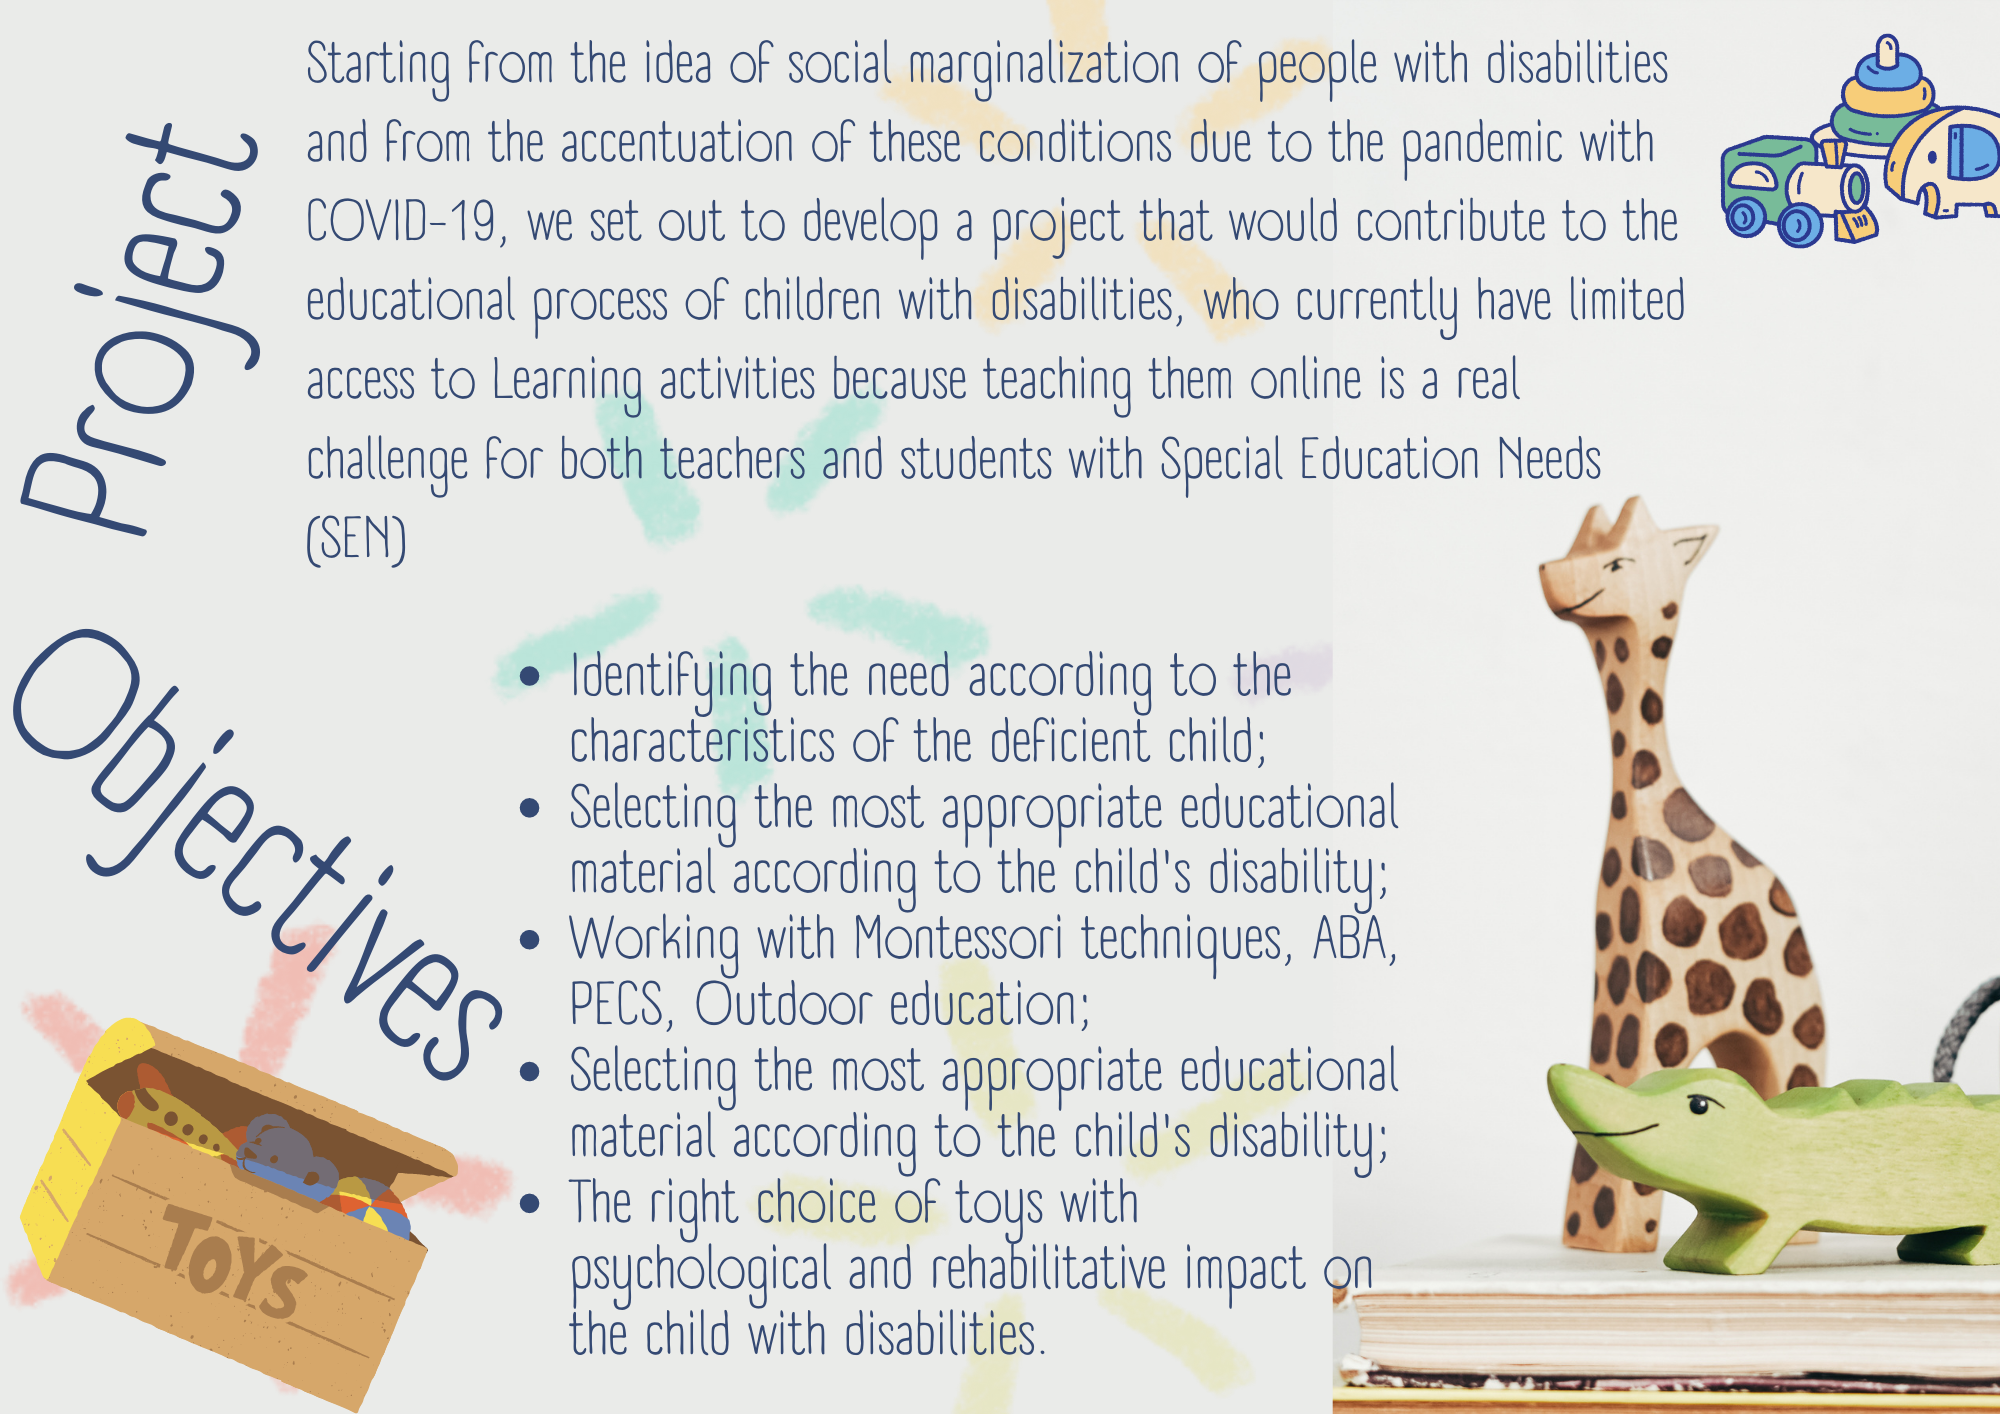 Project
Starting from the idea of social marginalization of people with disabilities
and from the accentuation of these conditions due to the pandemic with
COVID-19, we set out to develop a project that would contribute to the
educational process of children with disabilities, who currently have limited
access to Learning activities because teaching them online is a real
challenge for both teachers and students with Special Education Needs
(SEN)
Objectives
• Identifying the need according to the
characteristics of the deficient child;
• Selecting the most appropriate educational
material according to the child's disability;
• Working with Montessori techniques, ABA,
PECS, Outdoor education;
• Selecting the most appropriate educational
material according to the child's disability;
• The right choice of toys with
psychological and rehabilitative impact on
the child with disabilities.
TOYS